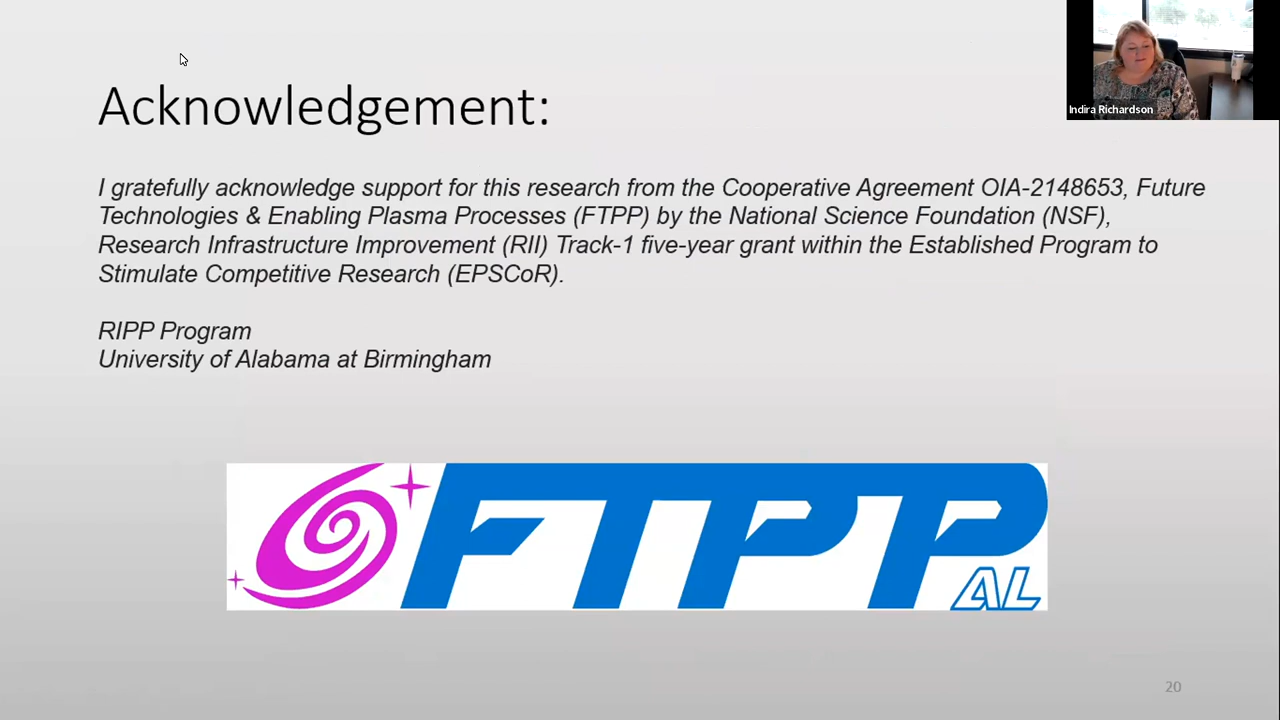 Acknowledgement:
Indira Richardson
I gratefully acknowledge support for this research from the Cooperative Agreement OIA-2148653, Future
Technologies & Enabling Plasma Processes (FTPP) by the National Science Foundation (NSF),
Research Infrastructure Improvement (RII) Track-1 five-year grant within the Established Program to
Stimulate Competitive Research (EPSCoR).
RIPP Program
University of Alabama at Birmingham
FTPP
AL
20